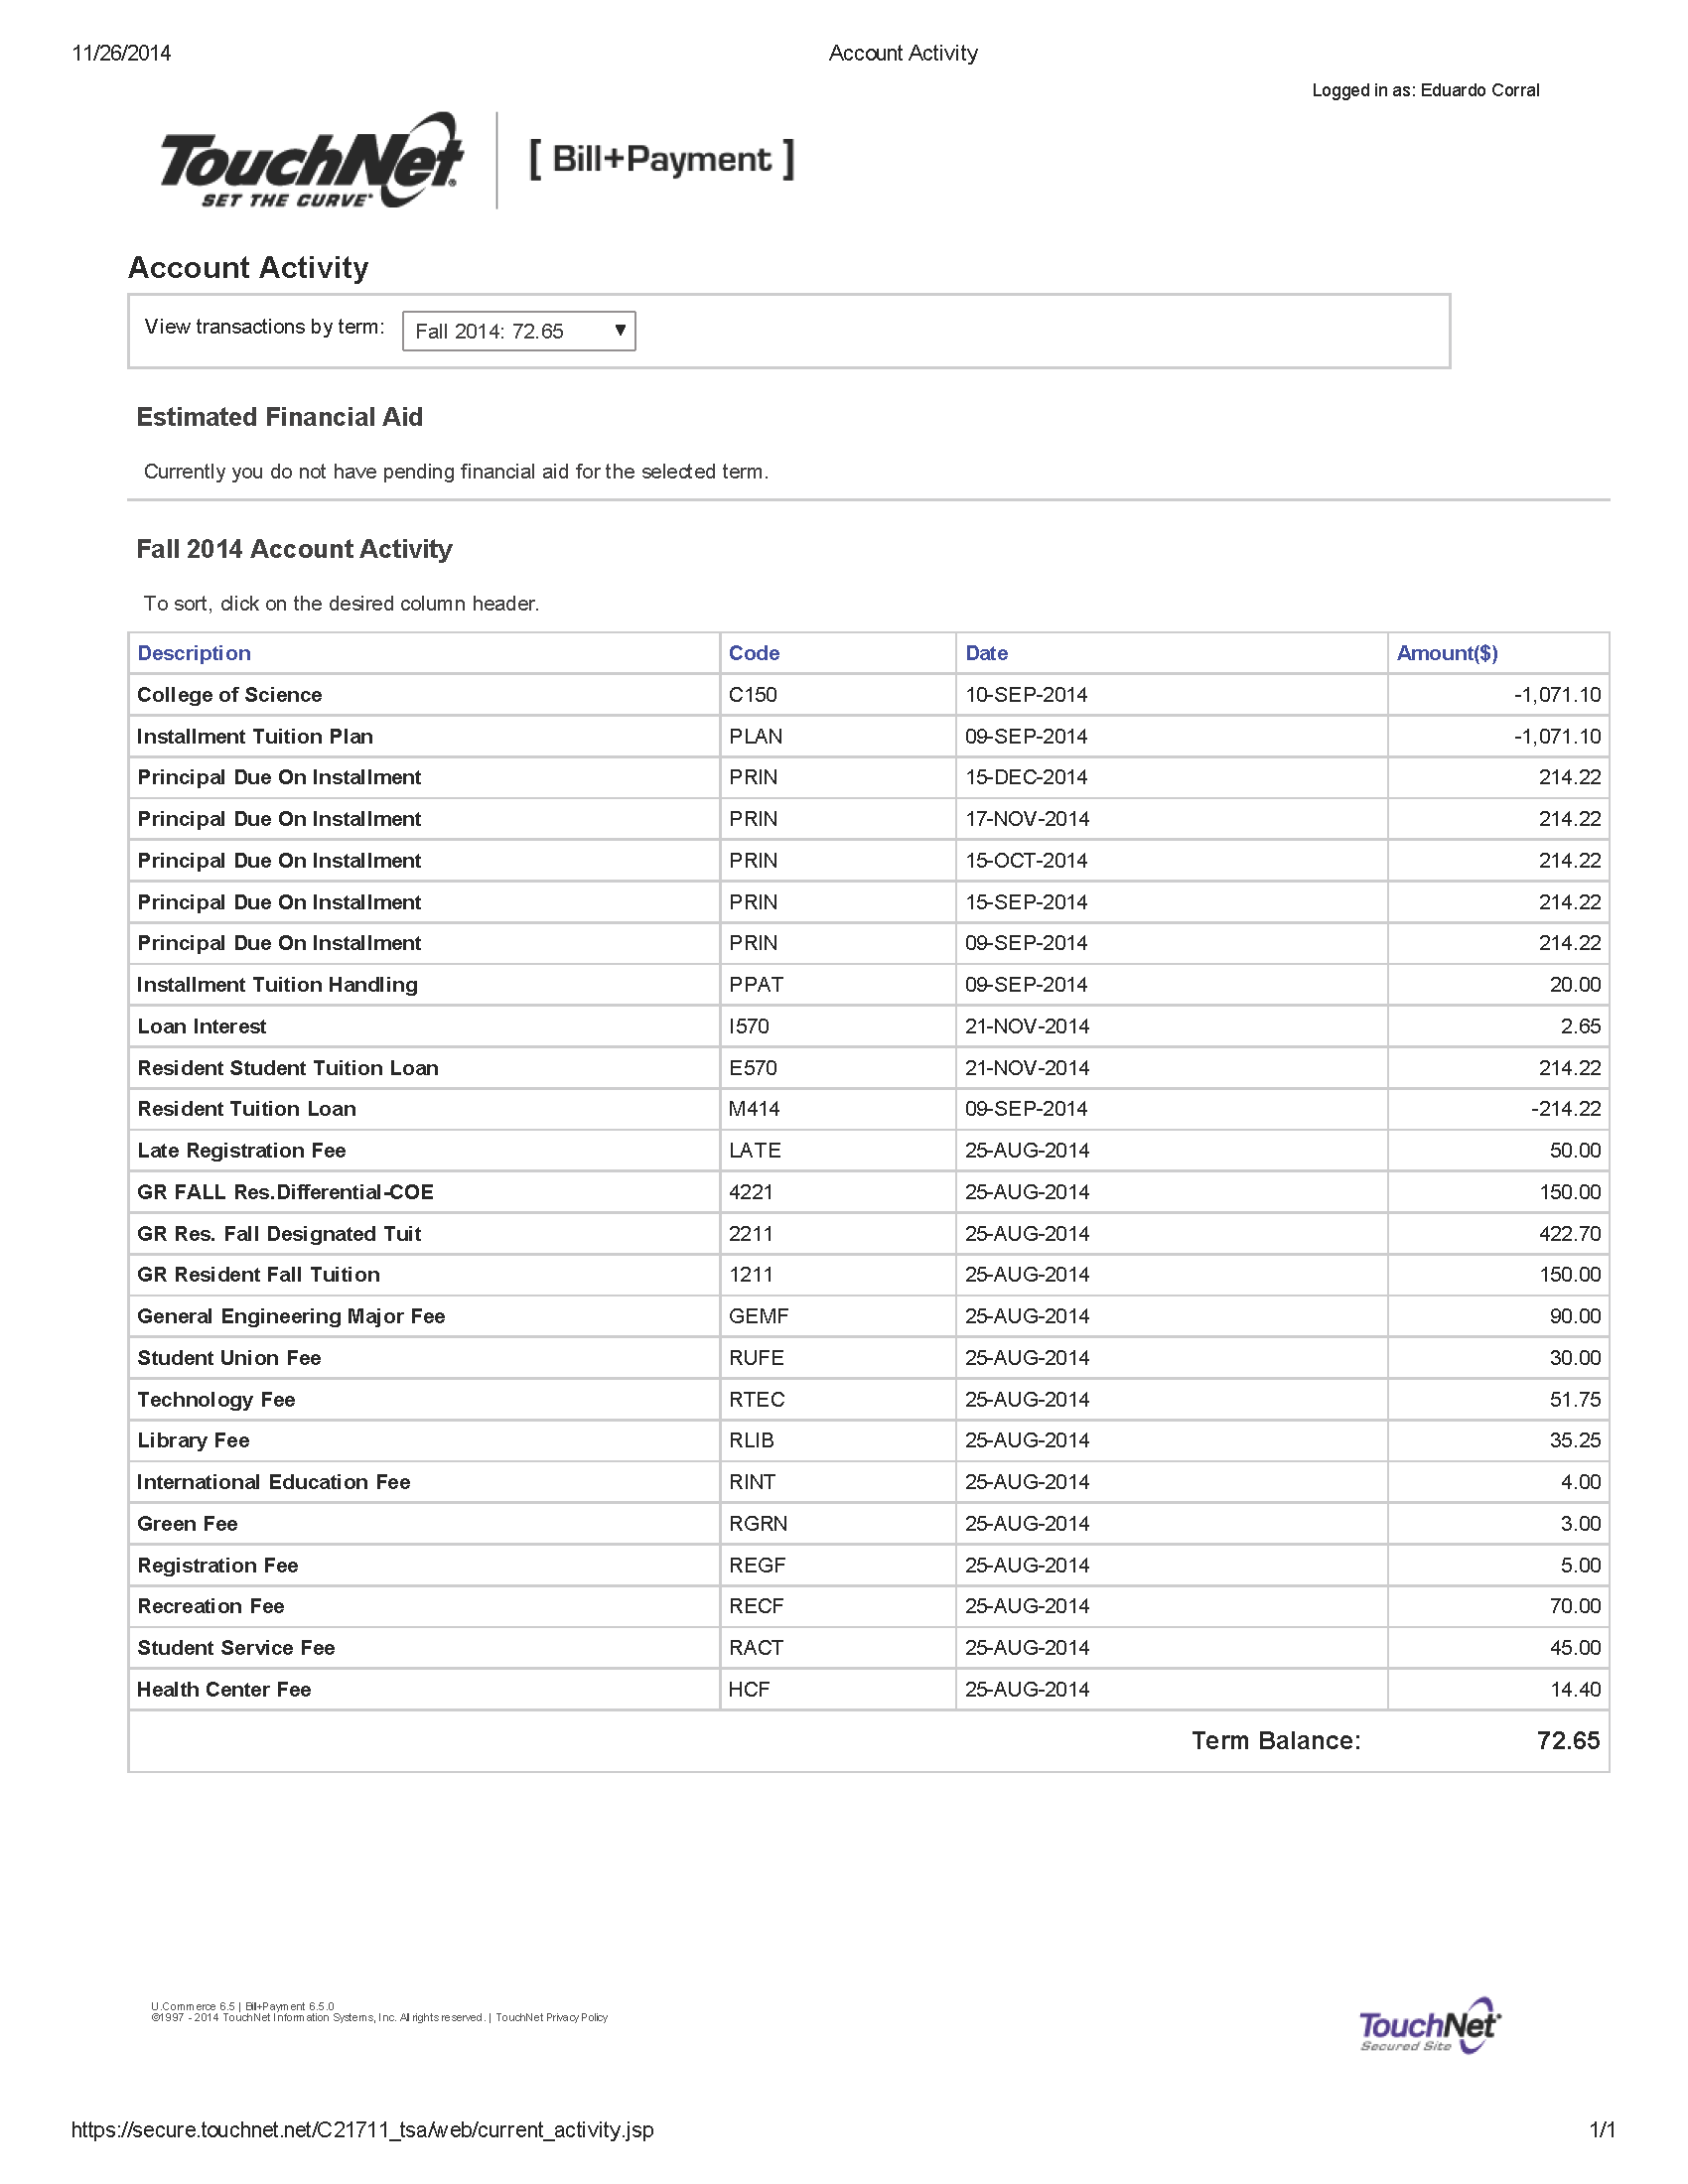 11/26/2014 Account Activity
Logged in as: Eduardo Corral
TouchNet® | [ Bill+Payment ]
SET THE CURVE
Account Activity
View transactions by term: Fall 2014: 72.65 ▼
Estimated Financial Aid
Currently you do not have pending financial aid for the selected term.
Fall 2014 Account Activity
To sort, click on the desired column header.
Description Code Date Amount($)
College of Science C150 10-SEP-2014 -1,071.10
Installment Tuition Plan PLAN 09-SEP-2014 -1,071.10
Principal Due On Installment PRIN 15-DEC-2014 214.22
Principal Due On Installment PRIN 17-NOV-2014 214.22
Principal Due On Installment PRIN 15-OCT-2014 214.22
Principal Due On Installment PRIN 15-SEP-2014 214.22
Principal Due On Installment PRIN 09-SEP-2014 214.22
Installment Tuition Handling PPAT 09-SEP-2014 20.00
Loan Interest I570 21-NOV-2014 2.65
Resident Student Tuition Loan E570 21-NOV-2014 214.22
Resident Tuition Loan M414 09-SEP-2014 -214.22
Late Registration Fee LATE 25-AUG-2014 50.00
GR FALL Res.Differential-COE 4221 25-AUG-2014 150.00
GR Res. Fall Designated Tuit 2211 25-AUG-2014 422.70
GR Resident Fall Tuition 1211 25-AUG-2014 150.00
General Engineering Major Fee GEMF 25-AUG-2014 90.00
Student Union Fee RUFE 25-AUG-2014 30.00
Technology Fee RTEC 25-AUG-2014 51.75
Library Fee RLIB 25-AUG-2014 35.25
International Education Fee RINT 25-AUG-2014 4.00
Green Fee RGRN 25-AUG-2014 3.00
Registration Fee REGF 25-AUG-2014 5.00
Recreation Fee RECF 25-AUG-2014 70.00
Student Service Fee RACT 25-AUG-2014 45.00
Health Center Fee HCF 25-AUG-2014 14.40
Term Balance: 72.65
U.Commerce 6.5 | Bill+Payment 6.5.0
©1997 - 2014 TouchNet Information Systems, Inc. All rights reserved. | TouchNet Privacy Policy
TouchNet
Secured Site
https://secure.touchnet.net/C21711_tsa/web/current_activity.jsp 1/1